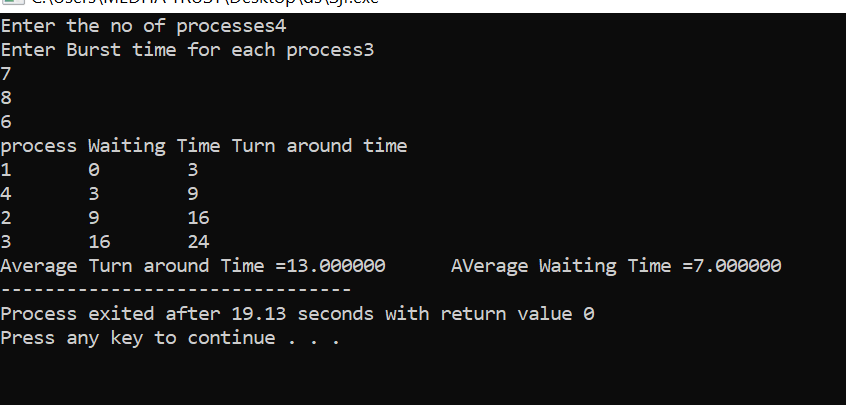 C:\Users\MEDHA TRUST\Desktop\ds\Sjf.exe
Enter the no of processes4
Enter Burst time for each process3
7
8
6
process Waiting Time Turn around time
1 0 3
4 3 9
2 9 16
3 16 24
Average Turn around Time =13.000000 AVerage Waiting Time =7.000000
--------------------------------
Process exited after 19.13 seconds with return value 0
Press any key to continue . . .